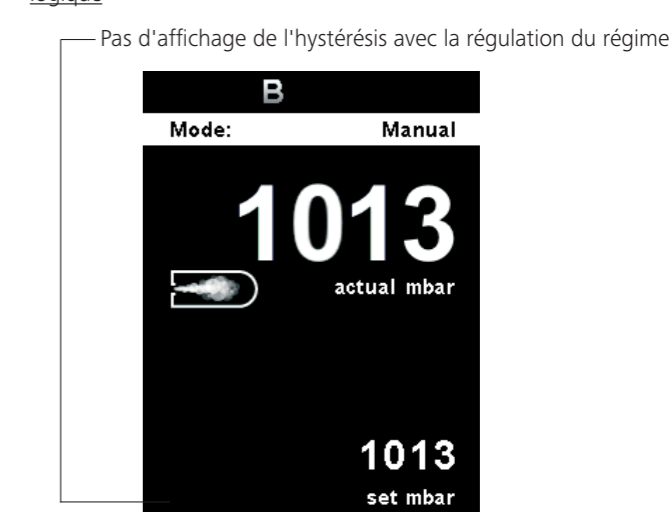 logique
Pas d'affichage de l'hystérésis avec la régulation du régime
B
Mode: Manual
1013
actual mbar
1013
set mbar